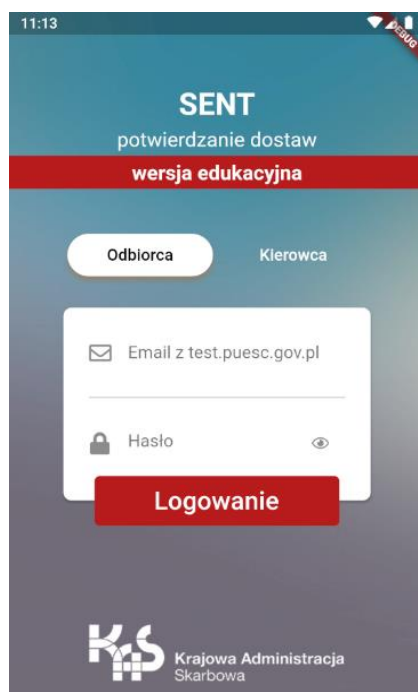 11:13
DEBUG
SENT
potwierdzanie dostaw
wersja edukacyjna
Odbiorca
Kierowca
Email z test.puesc.gov.pl
Hasło
Logowanie
KAS
Krajowa Administracja
Skarbowa